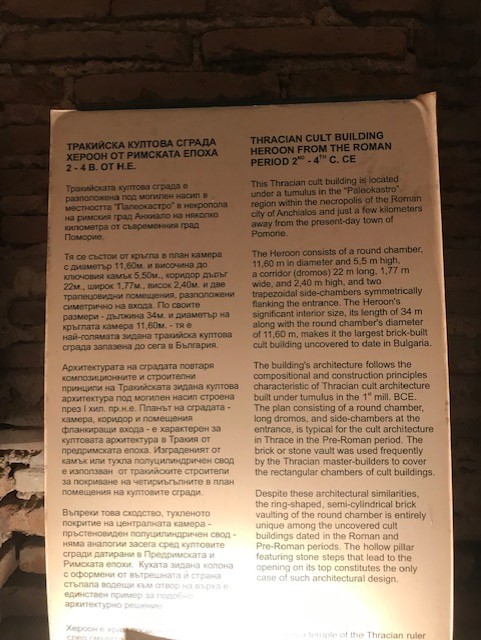 ТРАКИЙСКА КУЛТОВА СГРАДА
ХЕРООН ОТ РИМСКАТА ЕПОХА
2 - 4 В. ОТ Н.Е.
Тракийската култова сграда е
разположена под могилен насип в
местността "Палеокастро" в некропола
на римския град Анхиало на няколко
километра от съвременния град
Поморие.
Тя се състои от кръгла в план камера
с диаметър 11,60м. и височина до
ключовия камък 5,50м., коридор дълъг
22м., широк 1,77м., висок 2,40м. и две
трапецовидни помещения, разположени
симетрично на входа. По своите
размери - дължина 34м. и диаметър на
кръглата камера 11,60м. - тя е
най-голямата зидана тракийска култова
сграда запазена до сега в България.
Архитектурата на сградата повтаря
композиционните и строителни
принципи на Тракийската зидана култова
архитектура под могилен насип строена
през I хил. пр.н.е. Планът на сградата -
камера, коридор и помещения
фланкиращи входа - е характерен за
култовата архитектура в Тракия от
предримската епоха. Изграденият от
камък или тухла полуцилиндричен свод
е използван от тракийските строители
за покриване на четириъгълните в план
помещения на култовите сгради.
Въпреки това сходство, тухленото
покритие на централната камера -
пръстеновиден полуцилиндричен свод -
няма аналогии засега сред култовите
сгради датирани в Предримската и
Римската епохи. Кухата зидана колона
с оформени от вътрешната и страна
стъпала водещи към отвор на върха е
единствен пример за подобно
архитектурно решение.
Хероон е
THRACIAN CULT BUILDING
HEROON FROM THE ROMAN
PERIOD 2ND - 4TH C. CE
This Thracian cult building is located
under a tumulus in the "Paleokastro"
region within the necropolis of the Roman
city of Anchialos and just a few kilometers
away from the present-day town of
Pomorie.
The Heroon consists of a round chamber,
11,60 m in diameter and 5,5 m high,
a corridor (dromos) 22 m long, 1,77 m
wide, and 2,40 m high, and two
trapezoidal side-chambers symmetrically
flanking the entrance. The Heroon's
significant interior size, its length of 34 m
along with the round chamber's diameter
of 11,60 m, makes it the largest brick-built
cult building uncovered to date in Bulgaria.
The building's architecture follows the
compositional and construction principles
characteristic of Thracian cult architecture
built under tumulus in the 1st mill. BCE.
The plan consisting of a round chamber,
long dromos, and side-chambers at the
entrance, is typical for the cult architecture
in Thrace in the Pre-Roman period. The
brick or stone vault was used frequently
by the Thracian master-builders to cover
the rectangular chambers of cult buildings.
Despite these architectural similarities,
the ring-shaped, semi-cylindrical brick
vaulting of the round chamber is entirely
unique among the uncovered cult
buildings dated in the Roman and
Pre-Roman periods. The hollow pillar
featuring stone steps that lead to the
opening on its top constitutes the only
case of such architectural design.
temple of the Thracian ruler